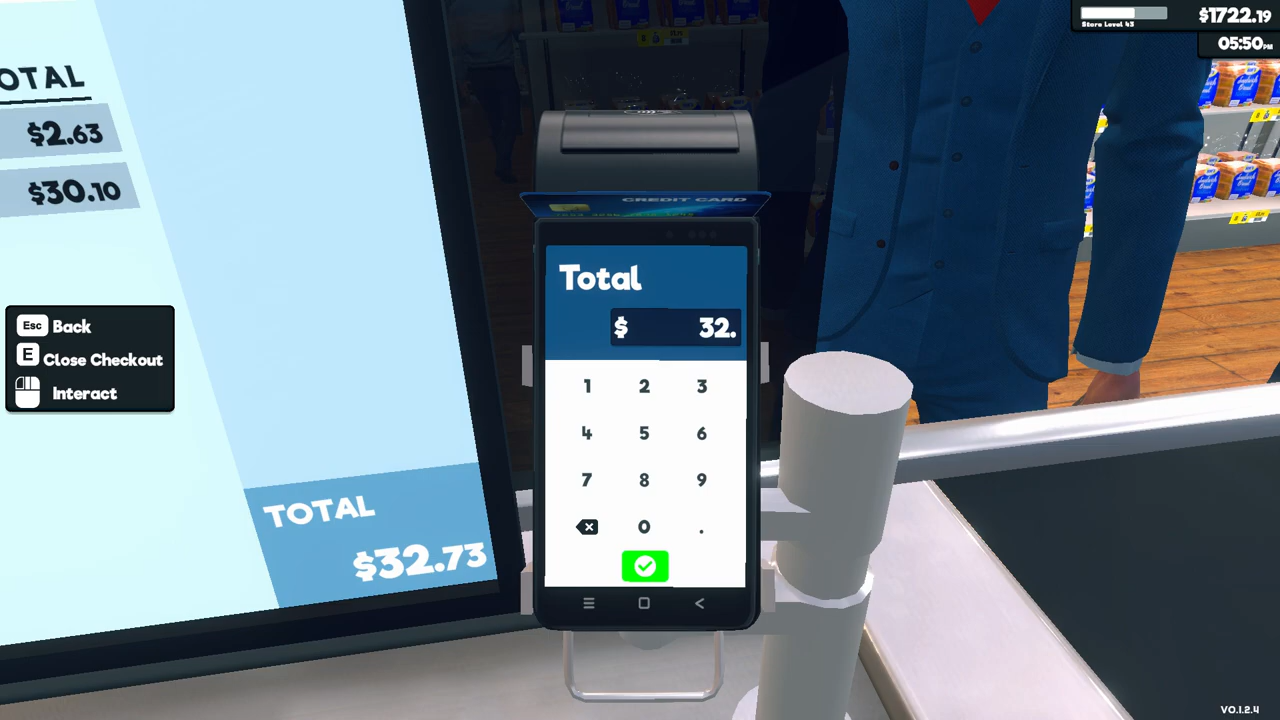 OTAL
$2.63
$30.10
TOTAL
$32.73
Esc Back
E Close Checkout
Interact
CREDIT CARD
Total
$ 32.
1 2 3
4 5 6
7 8 9
0 .
Store Level 43
$1722.19
05:50PM
V0.1.2.4